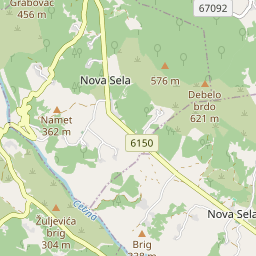 Grabovac
456 m
67092
Nova Sela
576 m
Debelo
brdo
621 m
Namet
362 m
6150
Cetina
Nova Sela
Žuljevića
brig
304 m
Brig
328 m